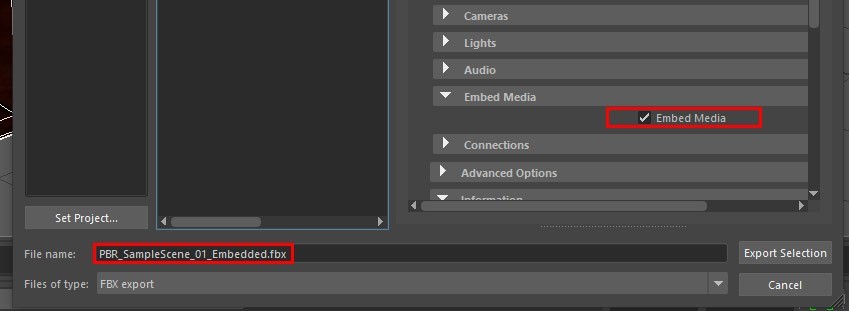 Cameras
Lights
Audio
Embed Media
Embed Media
Connections
Advanced Options
Information
Set Project...
File name: PBR_SampleScene_01_Embedded.fbx Export Selection
Files of type: FBX export Cancel